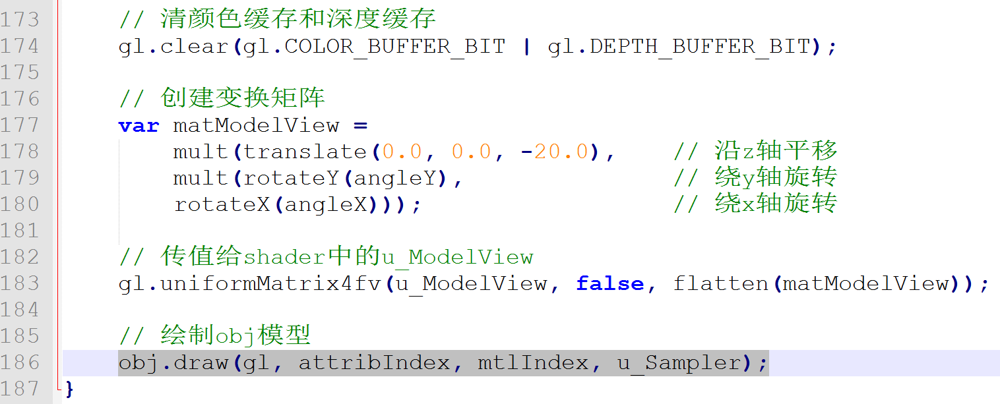 173 // 清颜色缓存和深度缓存
174 gl.clear(gl.COLOR_BUFFER_BIT | gl.DEPTH_BUFFER_BIT);
175
176 // 创建变换矩阵
177 var matModelView =
178 mult(translate(0.0, 0.0, -20.0), // 沿z轴平移
179 mult(rotateY(angleY), // 绕y轴旋转
180 rotateX(angleX))); // 绕x轴旋转
181
182 // 传值给shader中的u_ModelView
183 gl.uniformMatrix4fv(u_ModelView, false, flatten(matModelView));
184
185 // 绘制obj模型
186 obj.draw(gl, attribIndex, mtlIndex, u_Sampler);
187 }